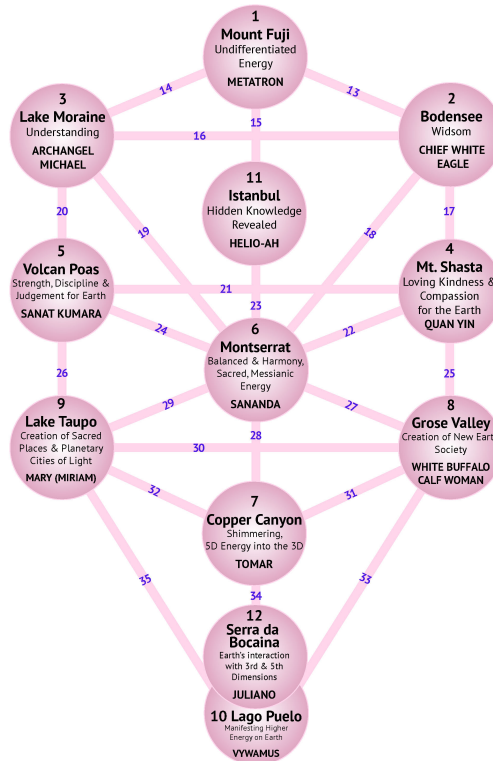 1
Mount Fuji
Undifferentiated
Energy
METATRON
14
13
3
Lake Moraine
Understanding
ARCHANGEL
MICHAEL
15
16
2
Bodensee
Widsom
CHIEF WHITE
EAGLE
11
Istanbul
Hidden Knowledge
Revealed
HELIO-AH
20
19
18
17
5
Volcan Poas
Strength, Discipline &
Judgement for Earth
SANAT KUMARA
21
23
4
Mt. Shasta
Loving Kindness &
Compassion
for the Earth
QUAN YIN
24
22
6
Montserrat
Balanced & Harmony,
Sacred, Messianic
Energy
SANANDA
26
25
29
27
9
Lake Taupo
Creation of Sacred
Places & Planetary
Cities of Light
MARY (MIRIAM)
28
30
8
Grose Valley
Creation of New Earth
Society
WHITE BUFFALO
CALF WOMAN
32
31
7
Copper Canyon
Shimmering,
5D Energy into the 3D
TOMAR
35
33
34
12
Serra da
Bocaina
Earth's interaction
with 3rd & 5th
Dimensions
JULIANO
10 Lago Puelo
Manifesting Higher
Energy on Earth
VYWAMUS